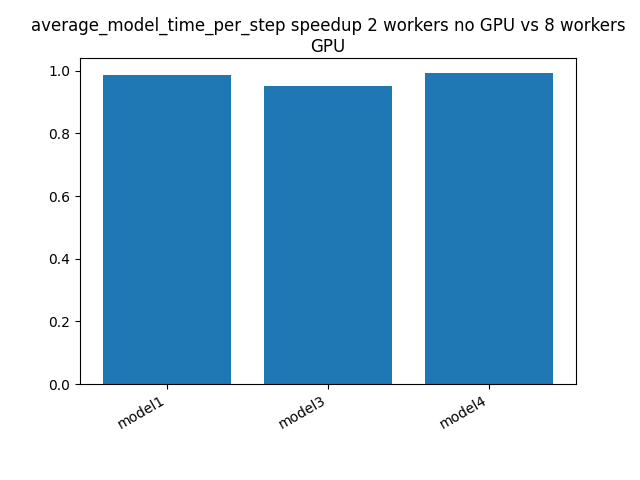 average_model_time_per_step speedup 2 workers no GPU vs 8 workers
GPU
1.0
0.8
0.6
0.4
0.2
0.0
model1
model3
model4